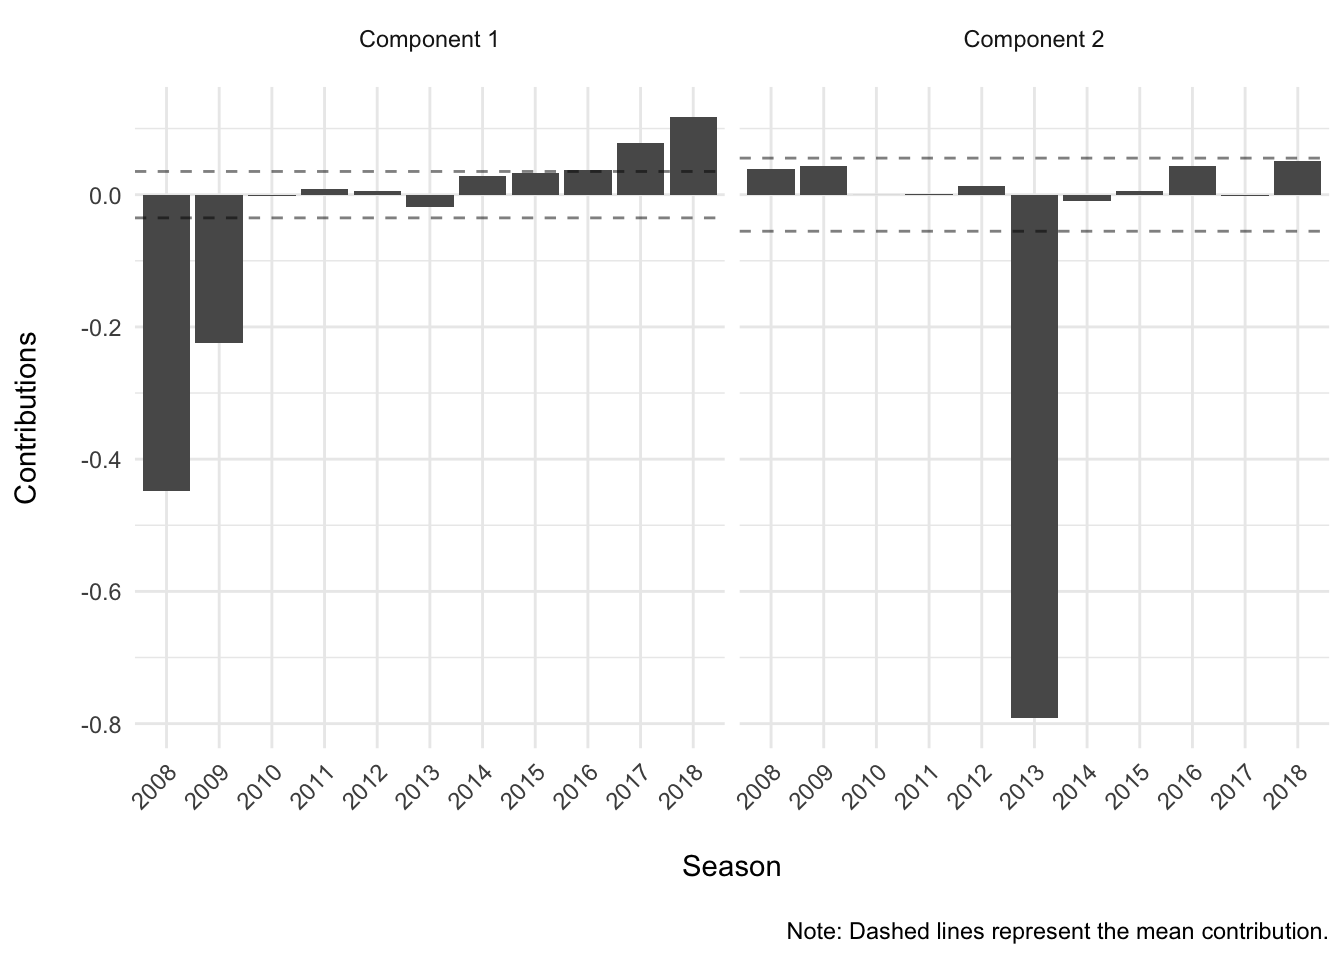 Component 1
Component 2
Contributions
0.0
-0.2
-0.4
-0.6
-0.8
2008 2009 2010 2011 2012 2013 2014 2015 2016 2017 2018
2008 2009 2010 2011 2012 2013 2014 2015 2016 2017 2018
Season
Note: Dashed lines represent the mean contribution.